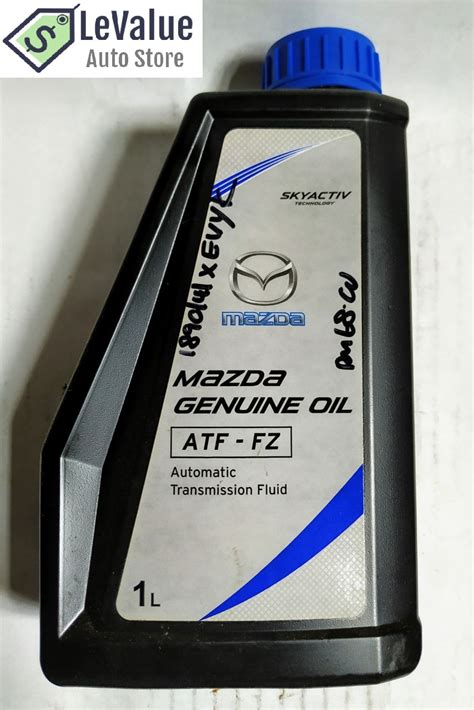 LeValue
Auto Store
SKYACTIV
TECHNOLOGY
mazda
mazda
GENUINE OIL
ATF - FZ
Automatic
Transmission Fluid
1L